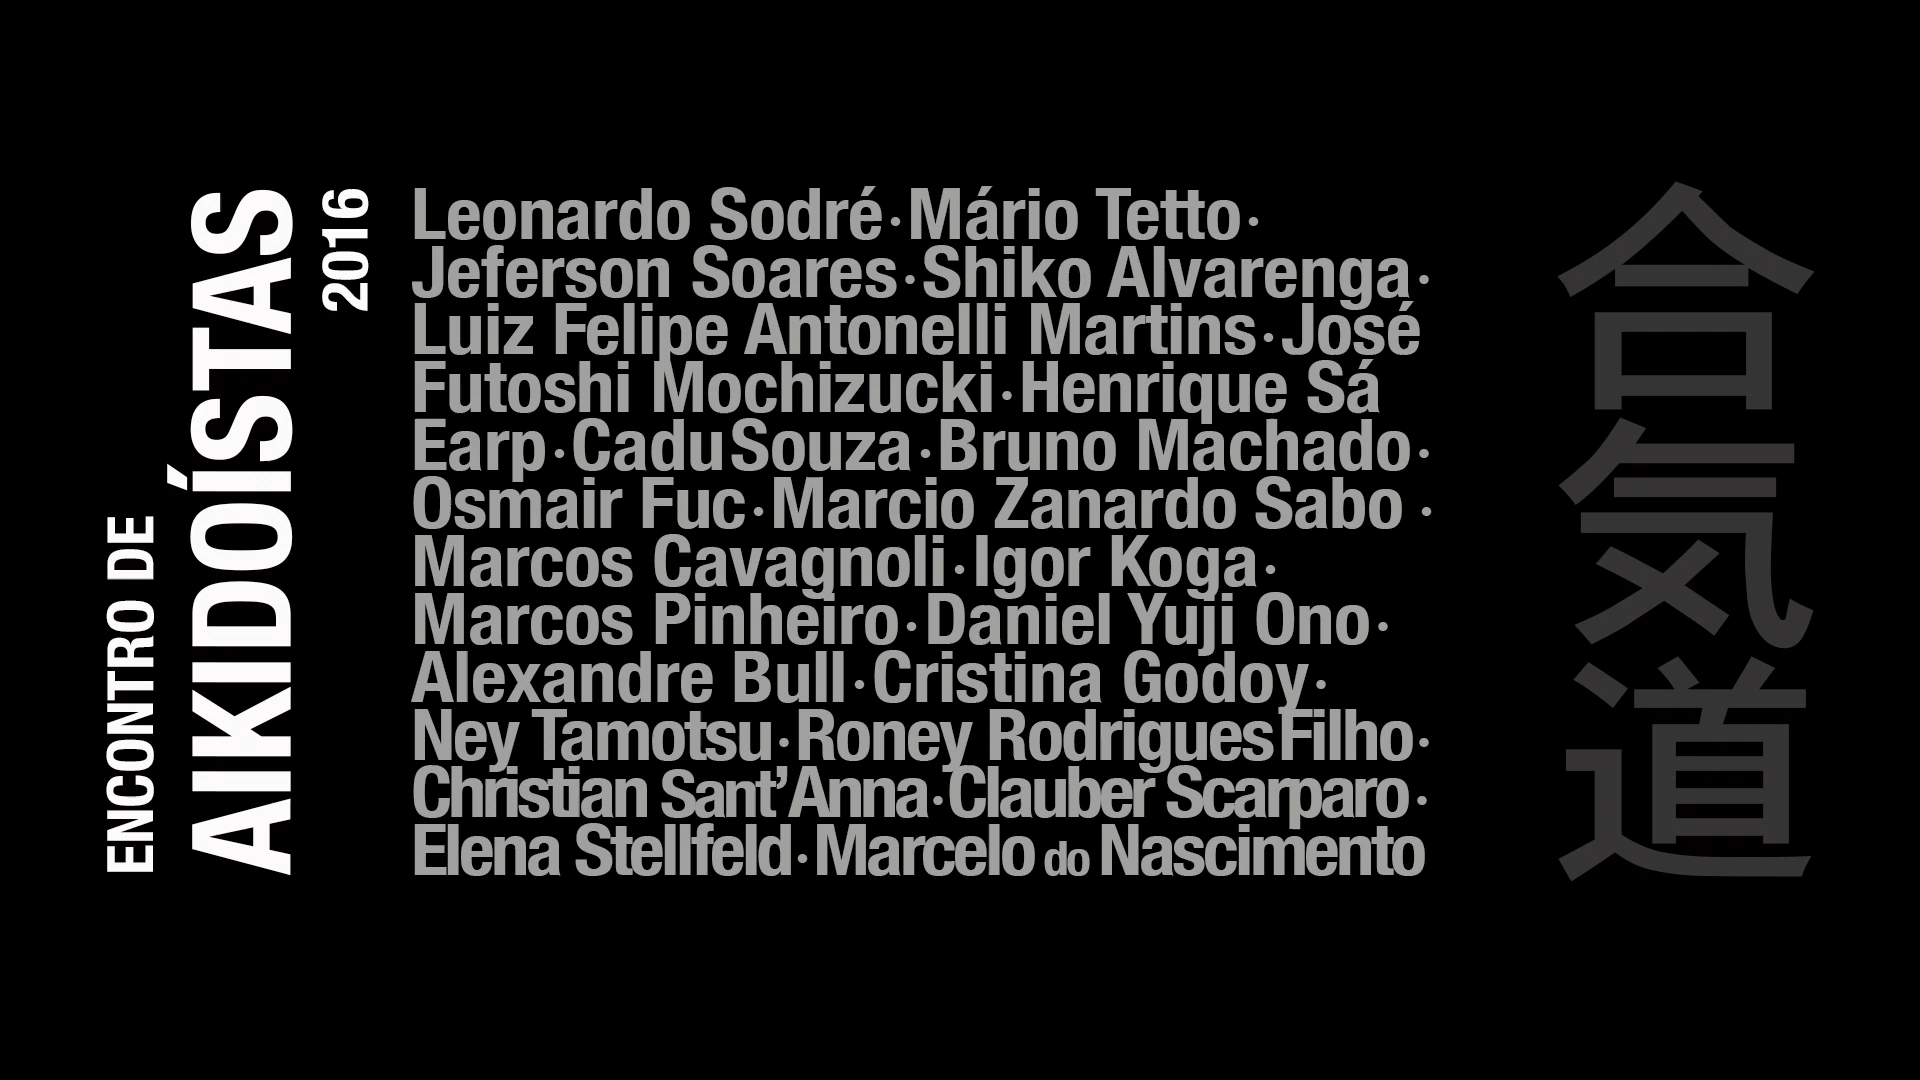 ENCONTRO DE
AIKIDOÍSTAS
2016
Leonardo Sodré·Mário Tetto·
Jeferson Soares·Shiko Alvarenga·
Luiz Felipe Antonelli Martins·José
Futoshi Mochizucki·Henrique Sá
Earp·Cadu Souza·Bruno Machado·
Osmair Fuc·Marcio Zanardo Sabo ·
Marcos Cavagnoli·Igor Koga·
Marcos Pinheiro·Daniel Yuji Ono·
Alexandre Bull·Cristina Godoy·
Ney Tamotsu·Roney Rodrigues Filho·
Christian Sant’Anna·Clauber Scarparo·
Elena Stellfeld·Marcelo do Nascimento
合気道